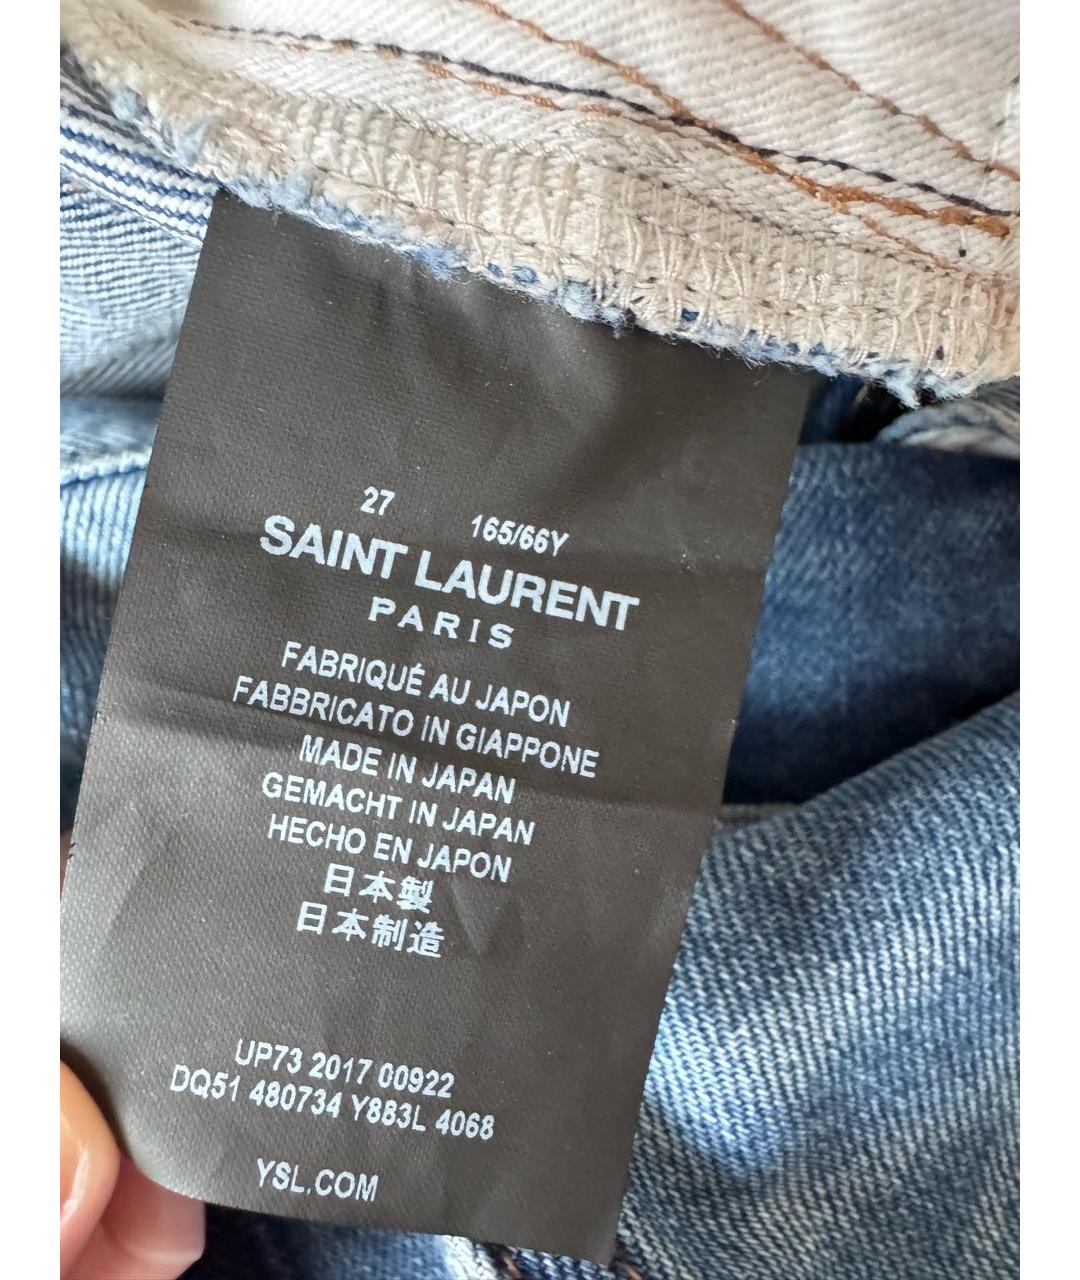 27 165/66Y
SAINT LAURENT
PARIS
FABRIQUÉ AU JAPON
FABBRICATO IN GIAPPONE
MADE IN JAPAN
GEMACHT IN JAPAN
HECHO EN JAPON
日本製
日本制造
UP73 2017 00922
DQ51 480734 Y883L 4068
YSL.COM